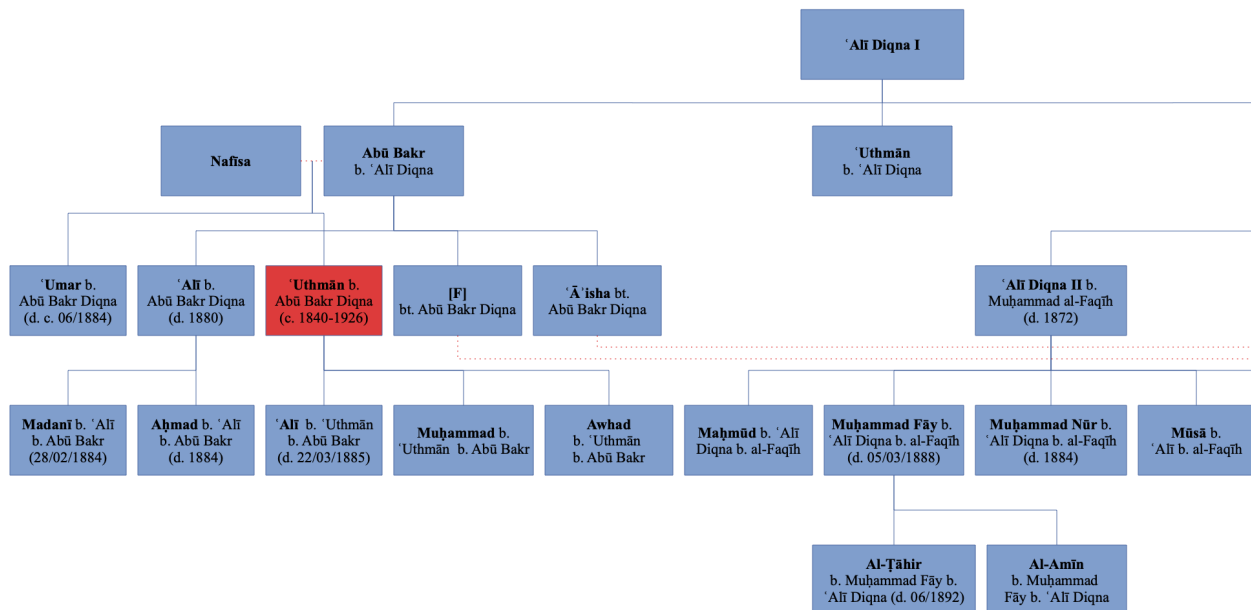 ʿAlī Diqna I
Nafīsa
Abū Bakr
b. ʿAlī Diqna
ʿUthmān
b. ʿAlī Diqna
ʿUmar b.
Abū Bakr Diqna
(d. c. 06/1884)
ʿAlī b.
Abū Bakr Diqna
(d. 1880)
ʿUthmān b.
Abū Bakr Diqna
(c. 1840-1926)
[F]
bt. Abū Bakr Diqna
ʿĀʾisha bt.
Abū Bakr Diqna
ʿAlī Diqna II b.
Muḥammad al-Faqīh
(d. 1872)
Madanī b. ʿAlī
b. Abū Bakr
(28/02/1884)
Aḥmad b. ʿAlī
b. Abū Bakr
(d. 1884)
ʿAlī b. ʿUthmān
b. Abū Bakr
(d. 22/03/1885)
Muḥammad b.
ʿUthmān b. Abū Bakr
Awhad
b. ʿUthmān
b. Abū Bakr
Maḥmūd b. ʿAlī
Diqna b. al-Faqīh
Muḥammad Fāy b.
ʿAlī Diqna b. al-Faqīh
(d. 05/03/1888)
Muḥammad Nūr b.
ʿAlī Diqna b. al-Faqīh
(d. 1884)
Mūsā b.
ʿAlī b. al-Faqīh
Al-Ṭāhir
b. Muḥammad Fāy b.
ʿAlī Diqna (d. 06/1892)
Al-Amīn
b. Muḥammad
Fāy b. ʿAlī Diqna